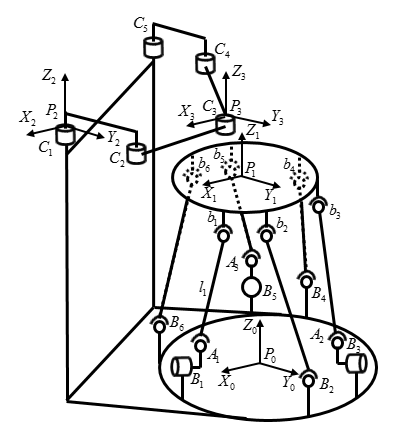 C₅
C₄
Z₂
Z₃
P₂
X₂
Y₂
C₁
C₂
X₃
C₃
P₃
Y₃
Z₁
b₆
b₅
P₁
b₄
X₁
Y₁
b₃
b₁
b₂
A₃
l₁
B₅
B₄
B₆
Z₀
A₁
A₂
B₃
B₁
P₀
X₀
Y₀
B₂